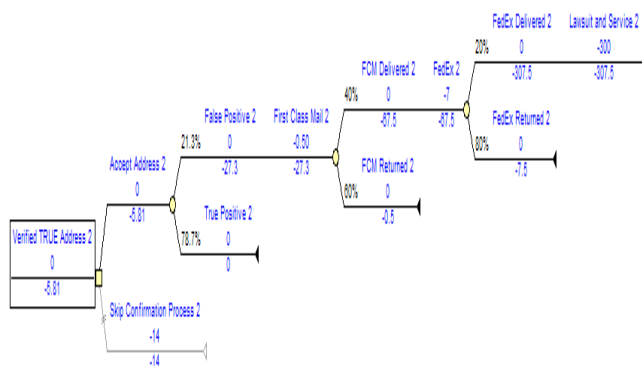 FedEx Delivered 2 Lawsuit and Service 2
20% 0 -300
-307.5 -307.5
FCM Delivered 2 FedEx 2
40% 0 -7
-67.5 -67.5
FedEx Returned 2
80% 0
-7.5
False Positive 2 First Class Mail 2
21.3% 0 -0.50
-27.3 -27.3
FCM Returned 2
60% 0
-0.5
Accept Address 2
0
-5.81
True Positive 2
78.7% 0
0
Verified TRUE Address 2
0
-5.81
Skip Confirmation Process 2
-14
-14